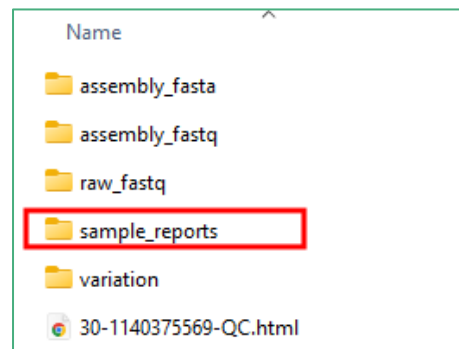 Name
assembly_fasta
assembly_fastq
raw_fastq
sample_reports
variation
30-1140375569-QC.html